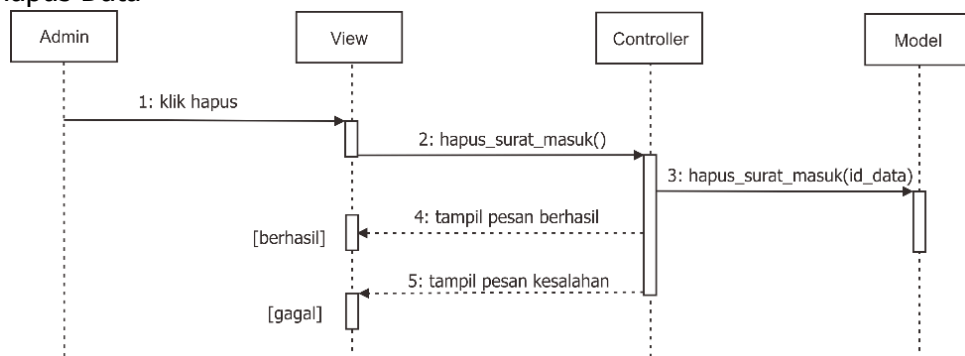 Hapus Data
Admin
View
Controller
Model
1: klik hapus
2: hapus_surat_masuk()
3: hapus_surat_masuk(id_data)
4: tampil pesan berhasil
[berhasil]
5: tampil pesan kesalahan
[gagal]